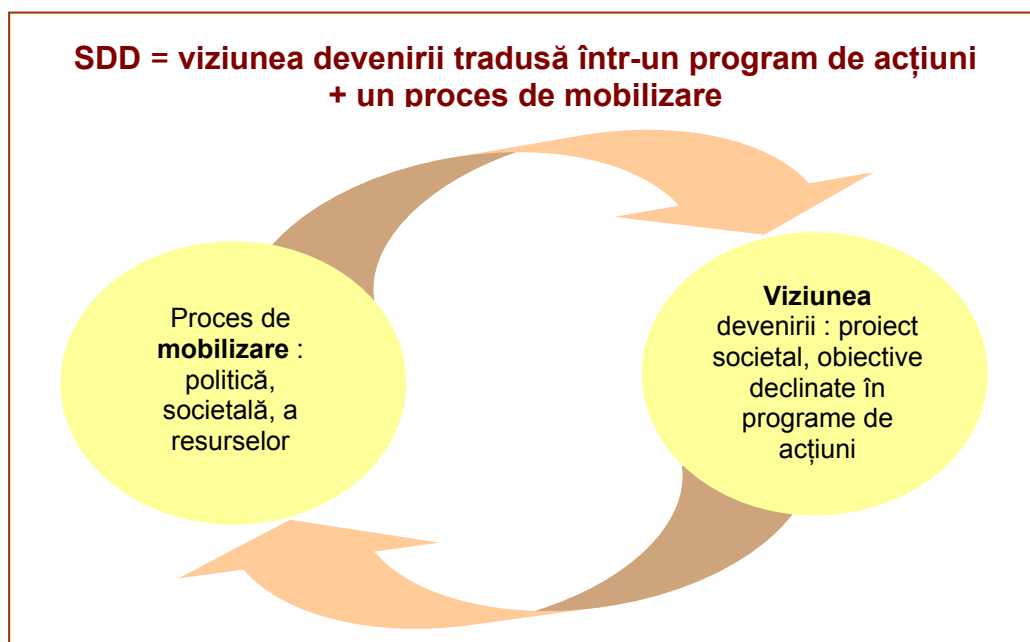 SDD = viziunea devenirii tradusă într-un program de acțiuni
+ un proces de mobilizare
Proces de
mobilizare :
politică,
societală, a
resurselor
Viziunea
devenirii : proiect
societal, obiective
declinate în
programe de
acțiuni